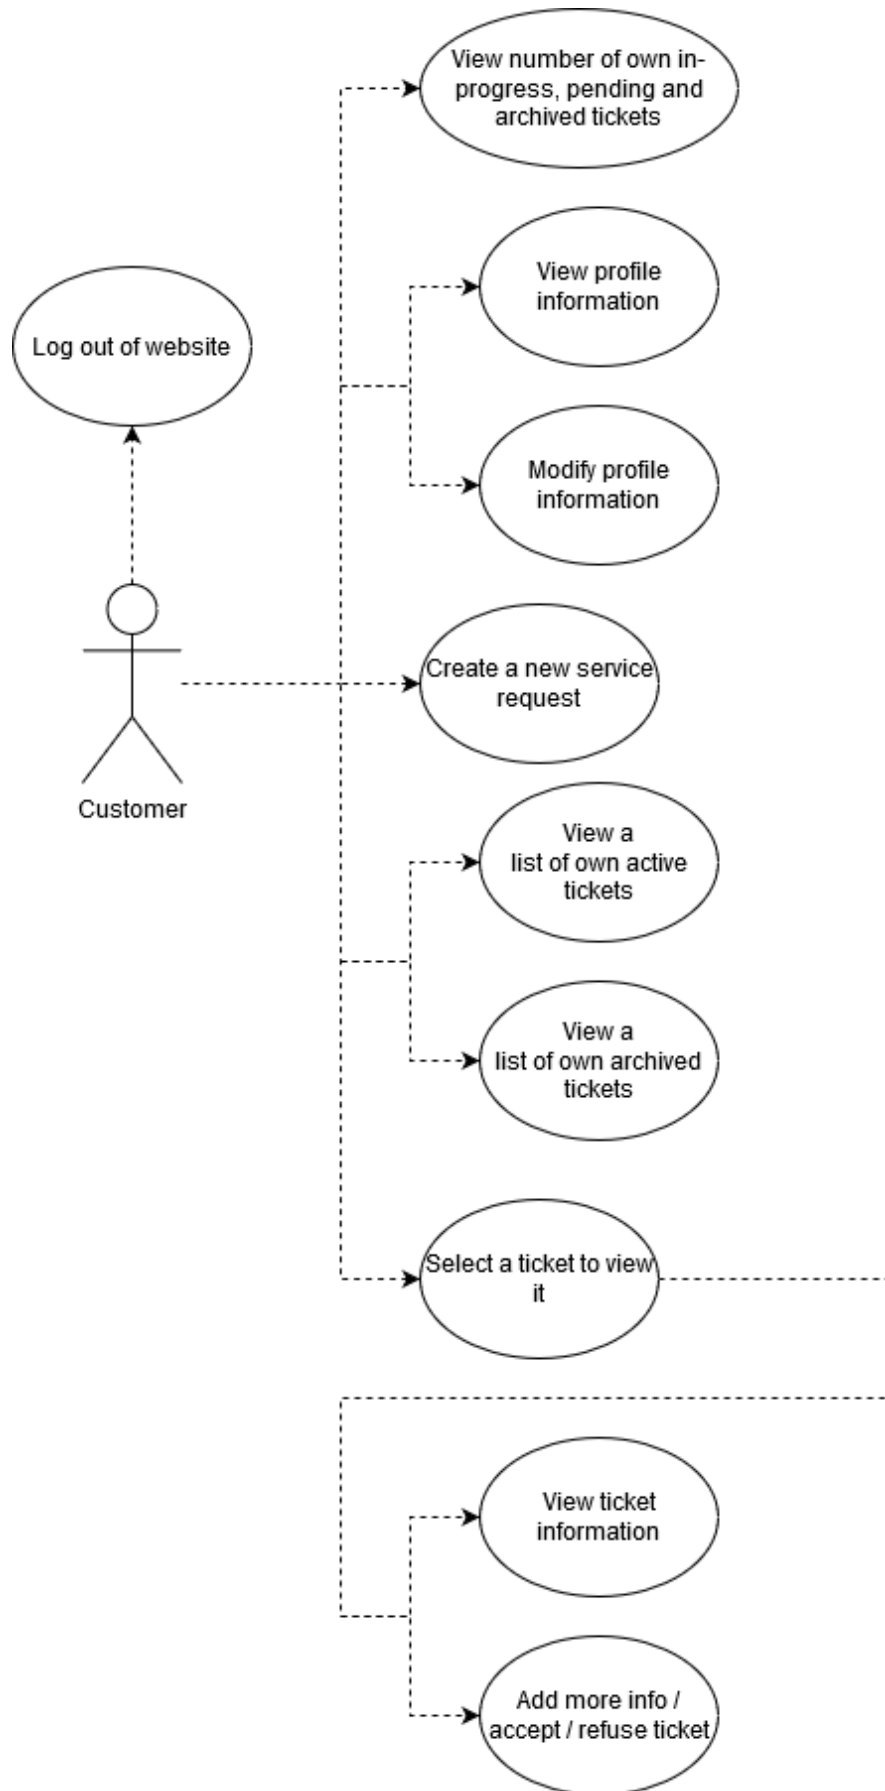 View number of own in-
progress, pending and
archived tickets
View profile
information
Log out of website
Modify profile
information
Create a new service
request
Customer
View a
list of own active
tickets
View a
list of own archived
tickets
Select a ticket to view
it
View ticket
information
Add more info /
accept / refuse ticket